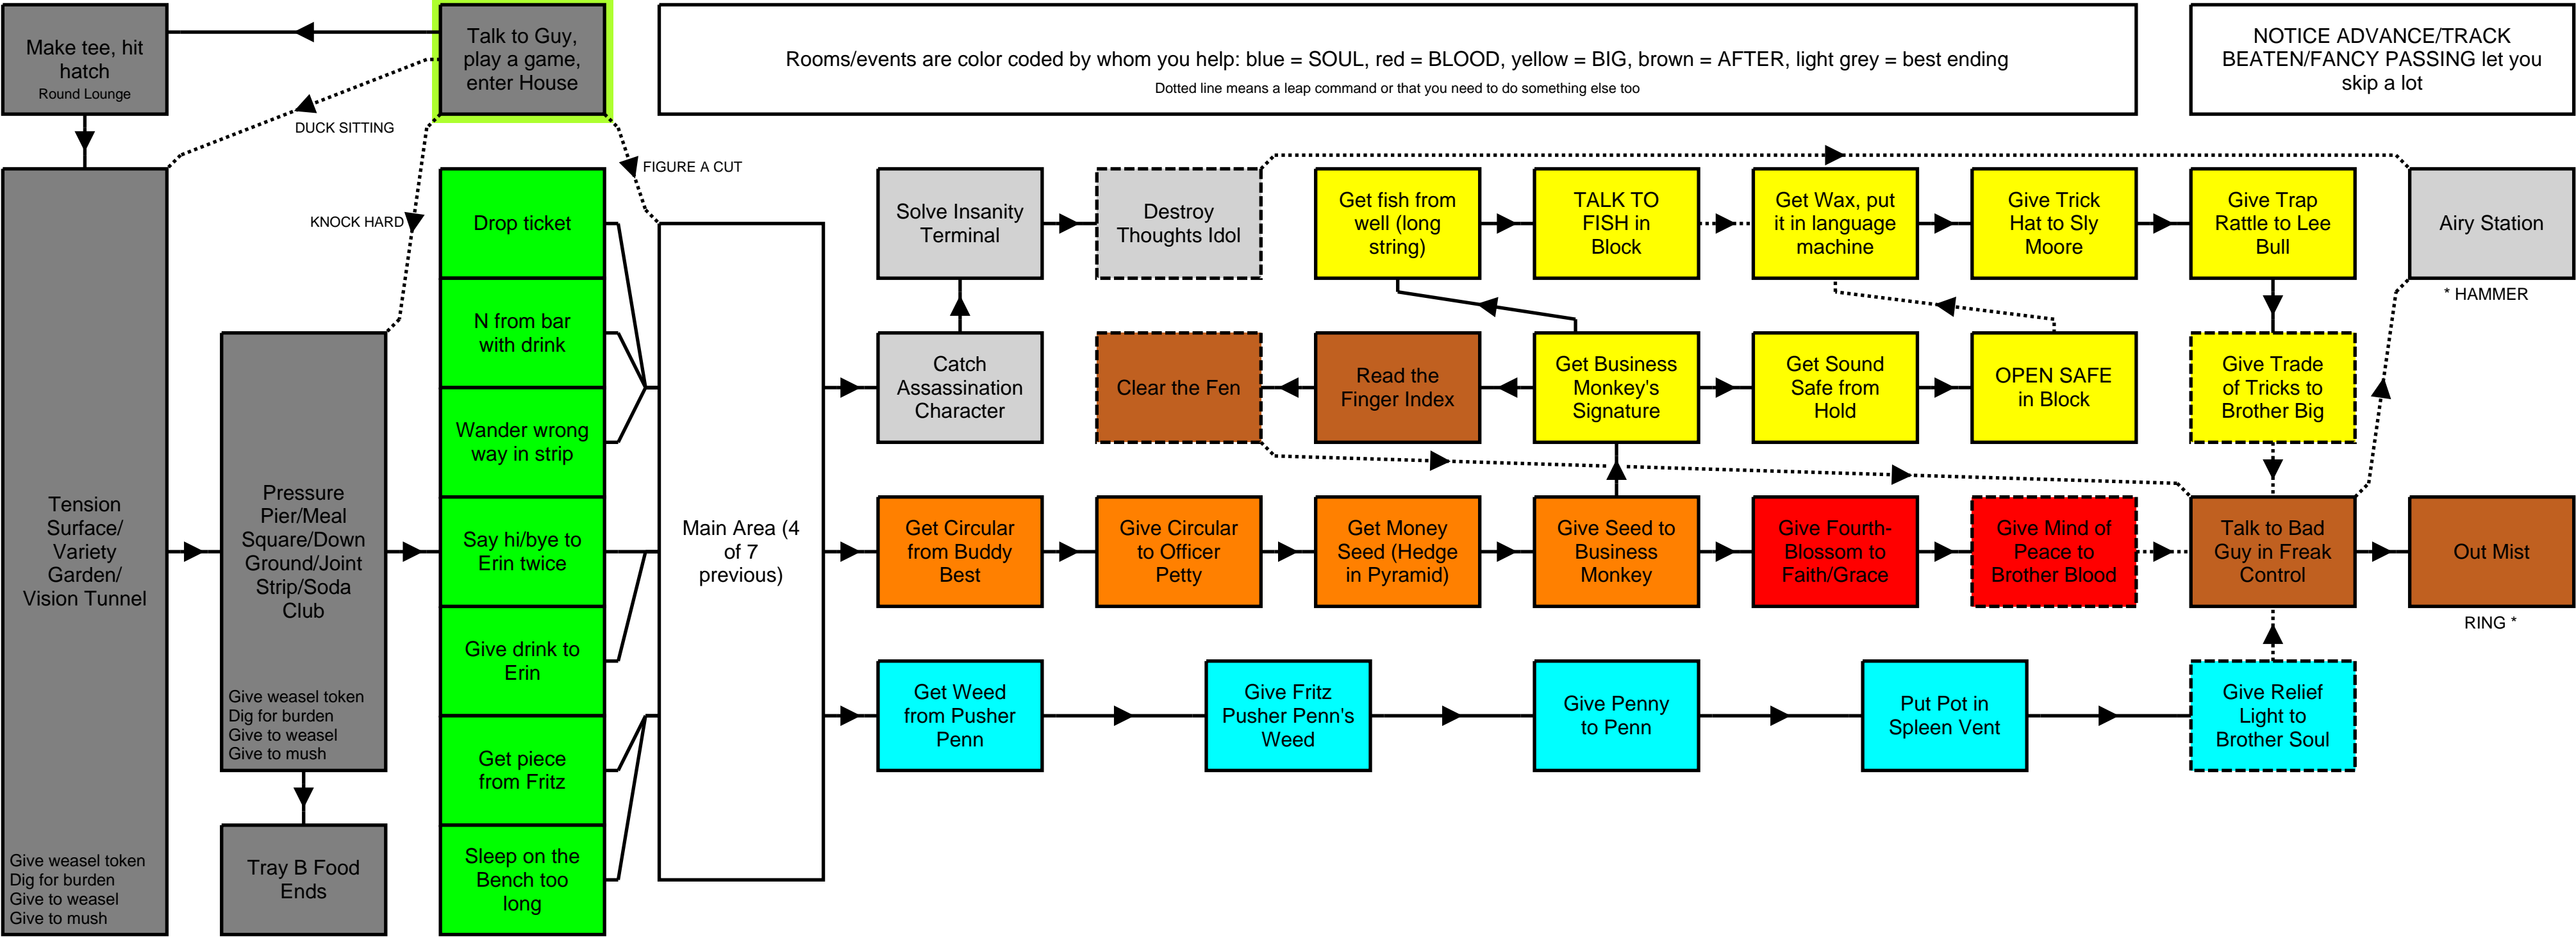 Make tee, hit
hatch
Round Lounge
Talk to Guy,
play a game,
enter House
Rooms/events are color coded by whom you help: blue = SOUL, red = BLOOD, yellow = BIG, brown = AFTER, light grey = best ending
Dotted line means a leap command or that you need to do something else too
NOTICE ADVANCE/TRACK
BEATEN/FANCY PASSING let you
skip a lot
DUCK SITTING
KNOCK HARD
FIGURE A CUT
Tension
Surface/
Variety
Garden/
Vision Tunnel
Give weasel token
Dig for burden
Give to weasel
Give to mush
Pressure
Pier/Meal
Square/Down
Ground/Joint
Strip/Soda
Club
Give weasel token
Dig for burden
Give to weasel
Give to mush
Tray B Food
Ends
Drop ticket
N from bar
with drink
Wander wrong
way in strip
Say hi/bye to
Erin twice
Give drink to
Erin
Get piece
from Fritz
Sleep on the
Bench too
long
Main Area (4
of 7
previous)
Solve Insanity
Terminal
Destroy
Thoughts Idol
Get fish from
well (long
string)
TALK TO
FISH in
Block
Get Wax, put
it in language
machine
Give Trick
Hat to Sly
Moore
Give Trap
Rattle to Lee
Bull
Airy Station
* HAMMER
Catch
Assassination
Character
Clear the Fen
Read the
Finger Index
Get Business
Monkey's
Signature
Get Sound
Safe from
Hold
OPEN SAFE
in Block
Give Trade
of Tricks to
Brother Big
Get Circular
from Buddy
Best
Give Circular
to Officer
Petty
Get Money
Seed (Hedge
in Pyramid)
Give Seed to
Business
Monkey
Give Fourth-
Blossom to
Faith/Grace
Give Mind of
Peace to
Brother Blood
Talk to Bad
Guy in Freak
Control
Out Mist
RING *
Get Weed
from Pusher
Penn
Give Fritz
Pusher Penn's
Weed
Give Penny
to Penn
Put Pot in
Spleen Vent
Give Relief
Light to
Brother Soul